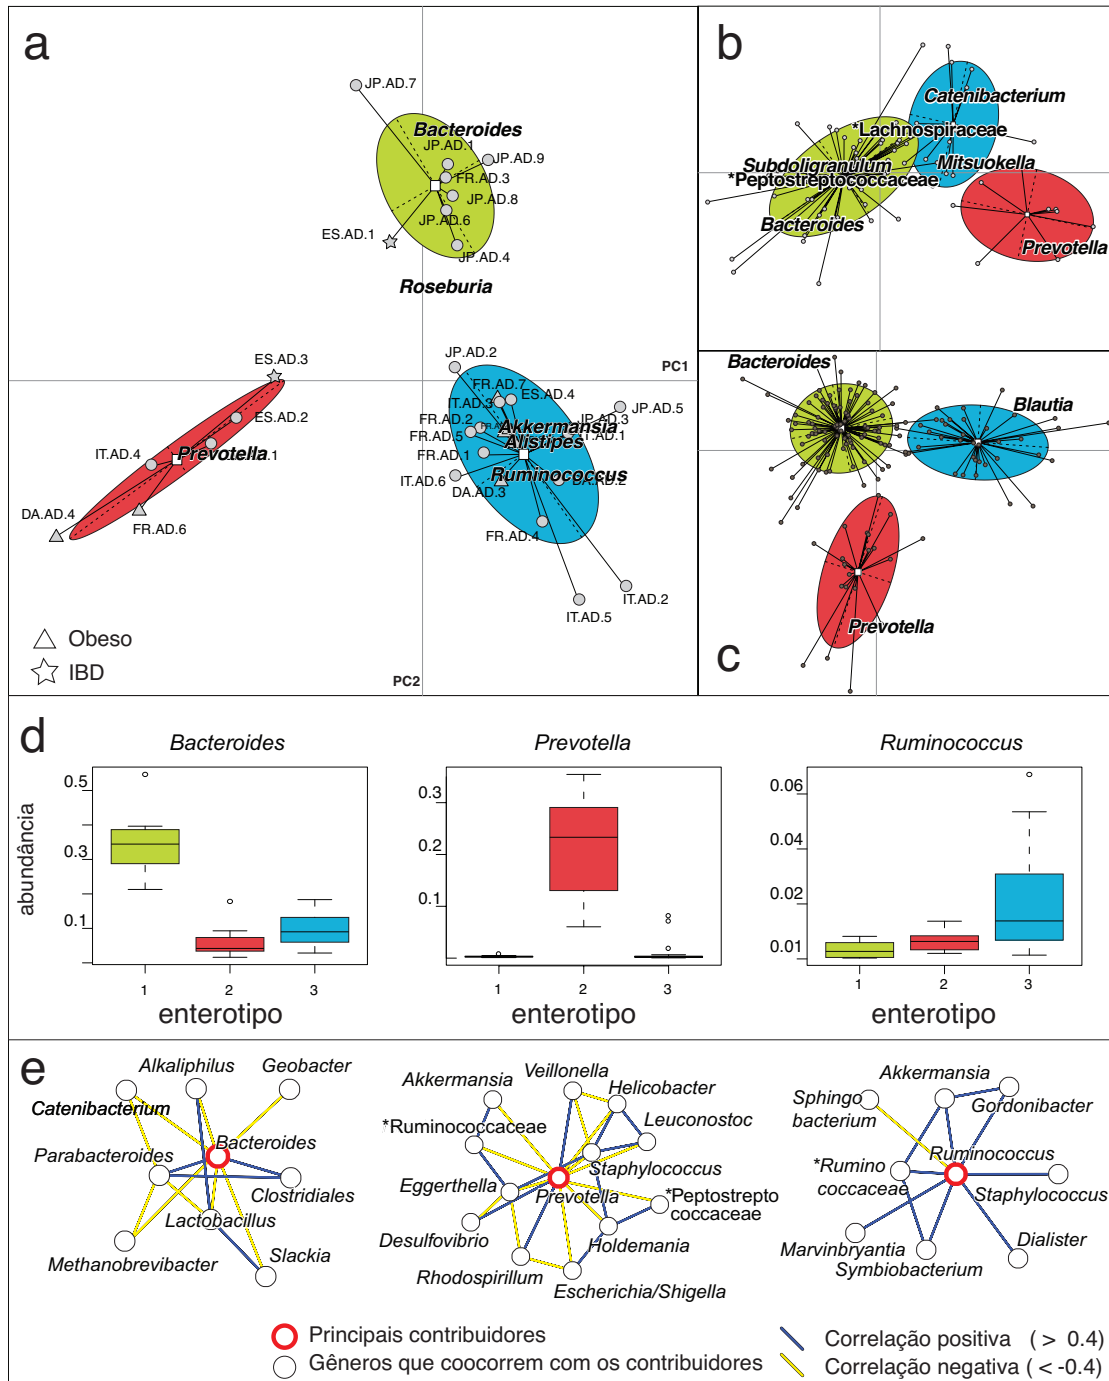 a
JP.AD.7
Bacteroides
JP.AD.1
JP.AD.9
FR.AD.3
JP.AD.8
JP.AD.6
ES.AD.1
JP.AD.4
Roseburia
PC1
ES.AD.3
JP.AD.2
FR.AD.7
ES.AD.4
IT.AD.3
JP.AD.5
ES.AD.2
FR.AD.2
JP.AD.3
Akkermansia
FR.AD.5
Alistipes
IT.AD.1
Prevotella
FR.AD.1
IT.AD.4
Ruminococcus
IT.AD.6
DA.AD.3
DA.AD.2
DA.AD.4
FR.AD.6
FR.AD.4
IT.AD.2
IT.AD.5
Obeso
IBD
PC2
b
Catenibacterium
*Lachnospiraceae
Subdoligranulum
Mitsuokella
*Peptostreptococcaceae
Bacteroides
Prevotella
Bacteroides
Blautia
Prevotella
c
d
Bacteroides
Prevotella
Ruminococcus
abundância
0.5
0.3
0.1
1 2 3
enterotipo
0.3
0.2
0.1
1 2 3
enterotipo
0.06
0.04
0.02
0.01
1 2 3
enterotipo
e
Alkaliphilus
Geobacter
Catenibacterium
Bacteroides
Parabacteroides
Clostridiales
Lactobacillus
Methanobrevibacter
Slackia
Veillonella
Akkermansia
Helicobacter
*Ruminococcaceae
Leuconostoc
Staphylococcus
Eggerthella
Prevotella
*Peptostrepto
coccaceae
Desulfovibrio
Holdemania
Rhodospirillum
Escherichia/Shigella
Akkermansia
Sphingo
bacterium
Gordonibacter
Ruminococcus
*Rumino
coccaceae
Staphylococcus
Marvinbryantia
Dialister
Symbiobacterium
Principais contribuidores
Gêneros que coocorrem com os contribuidores
Correlação positiva ( > 0.4)
Correlação negativa ( < -0.4)